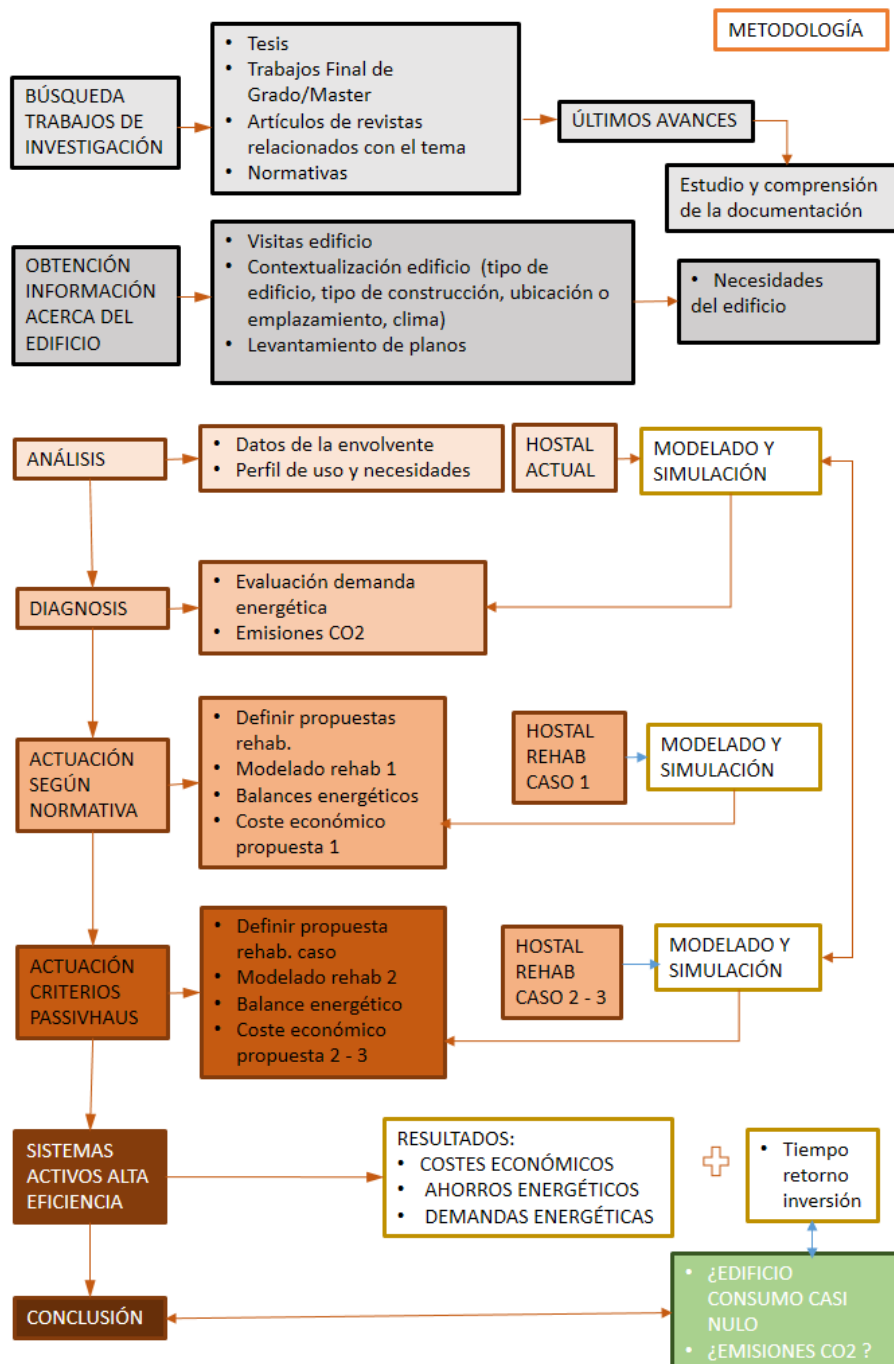 METODOLOGÍA
BÚSQUEDA
TRABAJOS DE
INVESTIGACIÓN
• Tesis
• Trabajos Final de
Grado/Master
• Artículos de revistas
relacionados con el tema
• Normativas
ÚLTIMOS AVANCES
Estudio y comprensión
de la documentación
OBTENCIÓN
INFORMACIÓN
ACERCA DEL
EDIFICIO
• Visitas edificio
• Contextualización edificio (tipo de
edificio, tipo de construcción, ubicación o
emplazamiento, clima)
• Levantamiento de planos
• Necesidades
del edificio
ANÁLISIS
• Datos de la envolvente
• Perfil de uso y necesidades
HOSTAL
ACTUAL
MODELADO Y
SIMULACIÓN
DIAGNOSIS
• Evaluación demanda
energética
• Emisiones CO2
ACTUACIÓN
SEGÚN
NORMATIVA
• Definir propuestas
rehab.
• Modelado rehab 1
• Balances energéticos
• Coste económico
propuesta 1
HOSTAL
REHAB
CASO 1
MODELADO Y
SIMULACIÓN
ACTUACIÓN
CRITERIOS
PASSIVHAUS
• Definir propuesta
rehab. caso
• Modelado rehab 2
• Balance energético
• Coste económico
propuesta 2 - 3
HOSTAL
REHAB
CASO 2 - 3
MODELADO Y
SIMULACIÓN
SISTEMAS
ACTIVOS ALTA
EFICIENCIA
RESULTADOS:
• COSTES ECONÓMICOS
• AHORROS ENERGÉTICOS
• DEMANDAS ENERGÉTICAS
• Tiempo
retorno
inversión
CONCLUSIÓN
• ¿EDIFICIO
CONSUMO CASI
NULO
• ¿EMISIONES CO2 ?